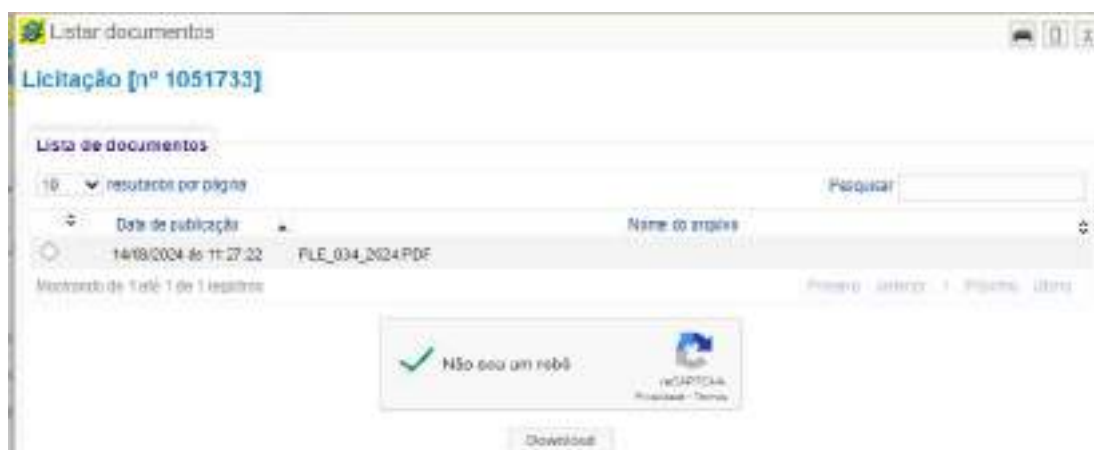 Listar documentos
Licitação [nº 1051733]
Lista de documentos
10 resultados por página
Pesquisar
Data de publicação Nome do arquivo
14/08/2024 às 11:27:22 PLE_034_2024.PDF
Mostrando de 1 até 1 de 1 registros
Primeiro Anterior 1 Próximo Último
Não sou um robô
reCAPTCHA
Privacidade - Termos
Download